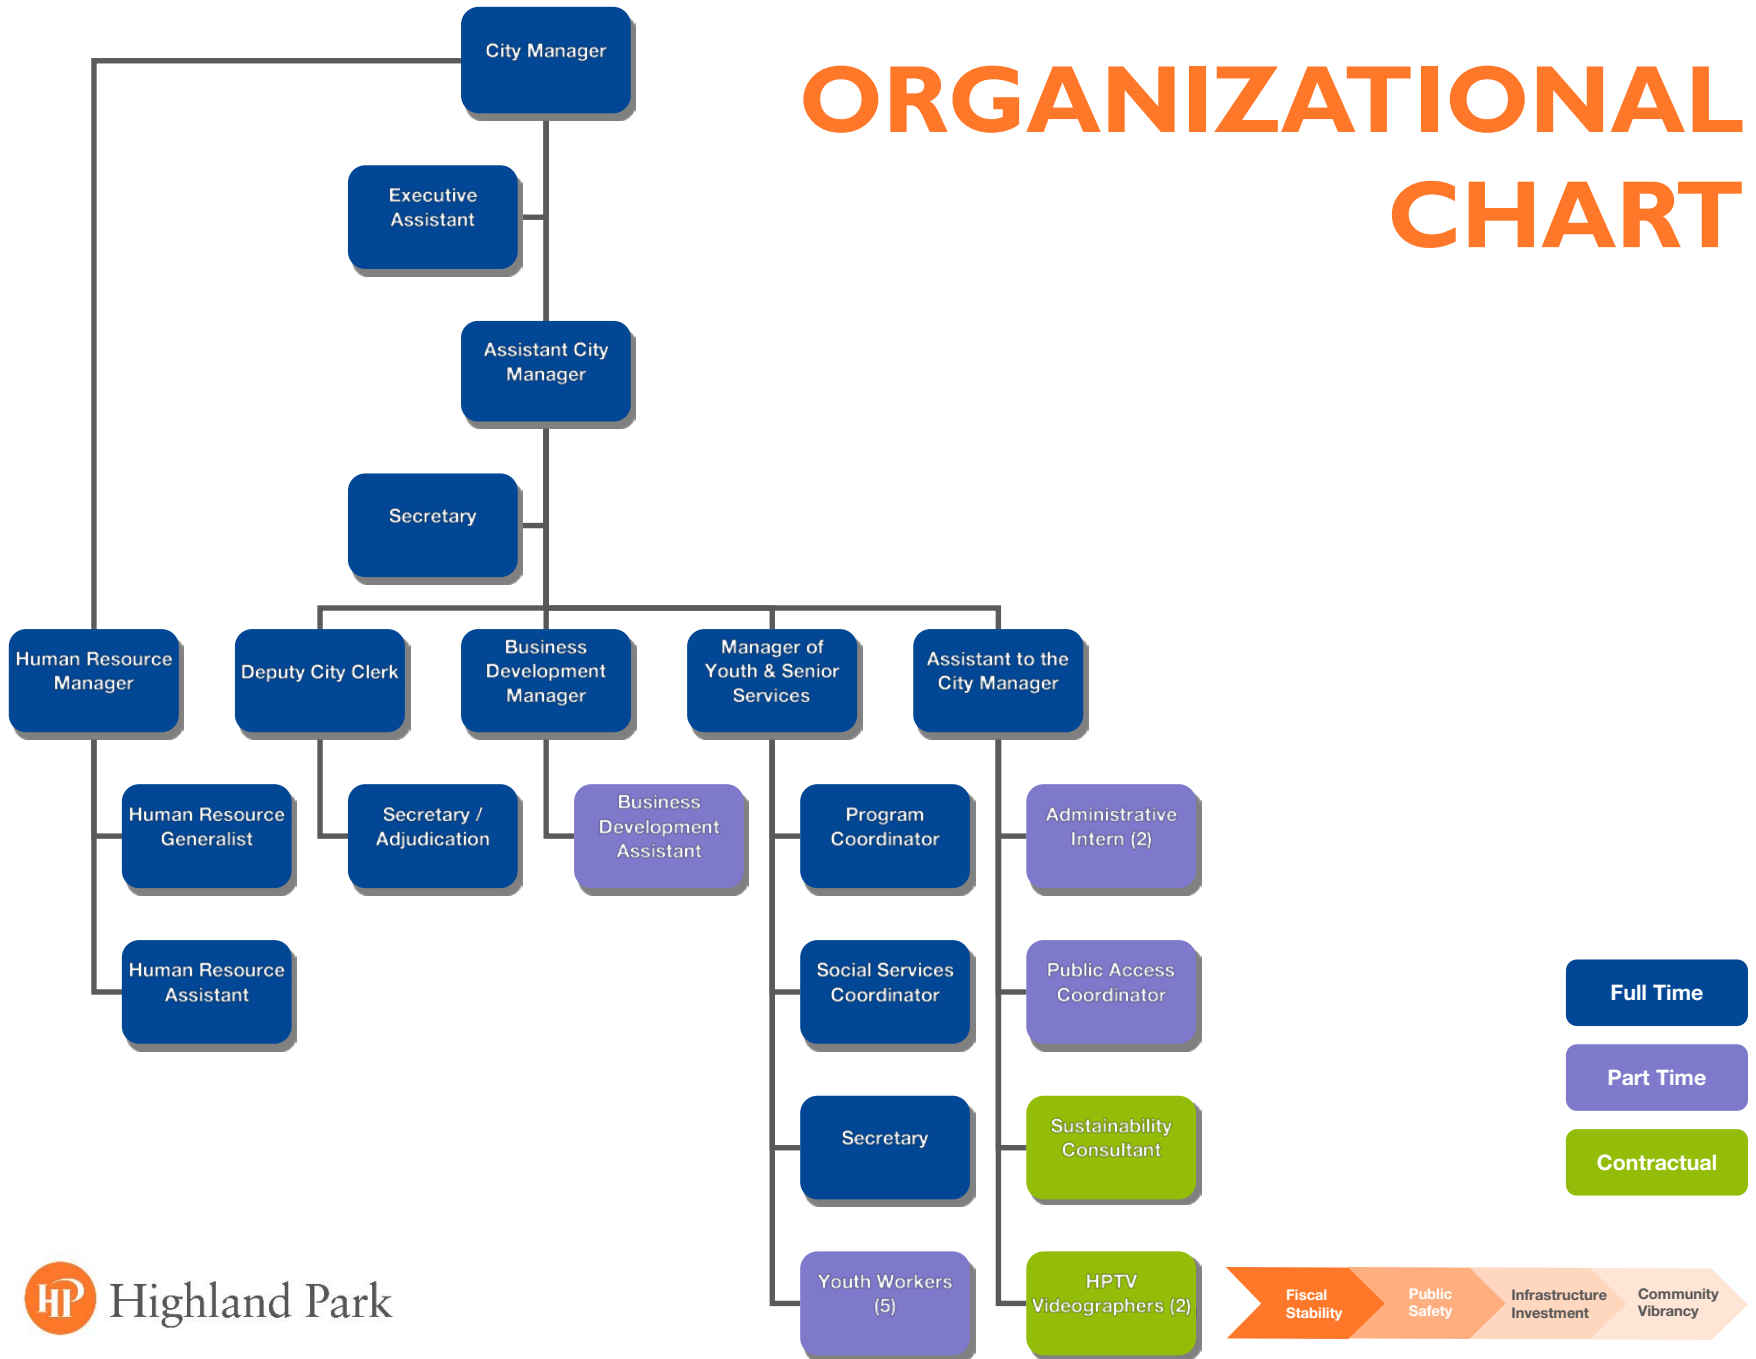 ORGANIZATIONAL
CHART
City Manager
Executive
Assistant
Assistant City
Manager
Secretary
Human Resource
Manager
Deputy City Clerk
Business
Development
Manager
Manager of
Youth & Senior
Services
Assistant to the
City Manager
Human Resource
Generalist
Secretary /
Adjudication
Business
Development
Assistant
Program
Coordinator
Administrative
Intern (2)
Human Resource
Assistant
Social Services
Coordinator
Public Access
Coordinator
Secretary
Sustainability
Consultant
Youth Workers
(5)
HPTV
Videographers (2)
Full Time
Part Time
Contractual
HP
Highland Park
Fiscal
Stability
Public
Safety
Infrastructure
Investment
Community
Vibrancy